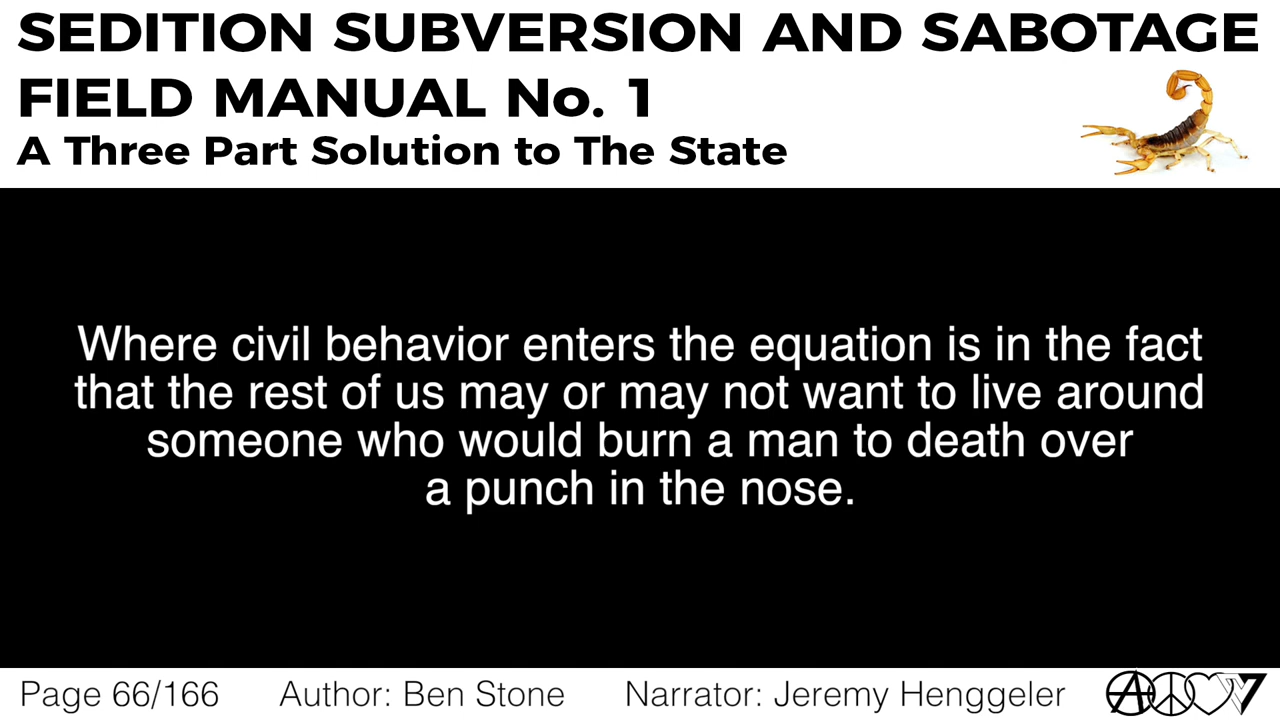 SEDITION SUBVERSION AND SABOTAGE
FIELD MANUAL No. 1
A Three Part Solution to The State
Where civil behavior enters the equation is in the fact
that the rest of us may or may not want to live around
someone who would burn a man to death over
a punch in the nose.
Page 66/166 Author: Ben Stone Narrator: Jeremy Henggeler